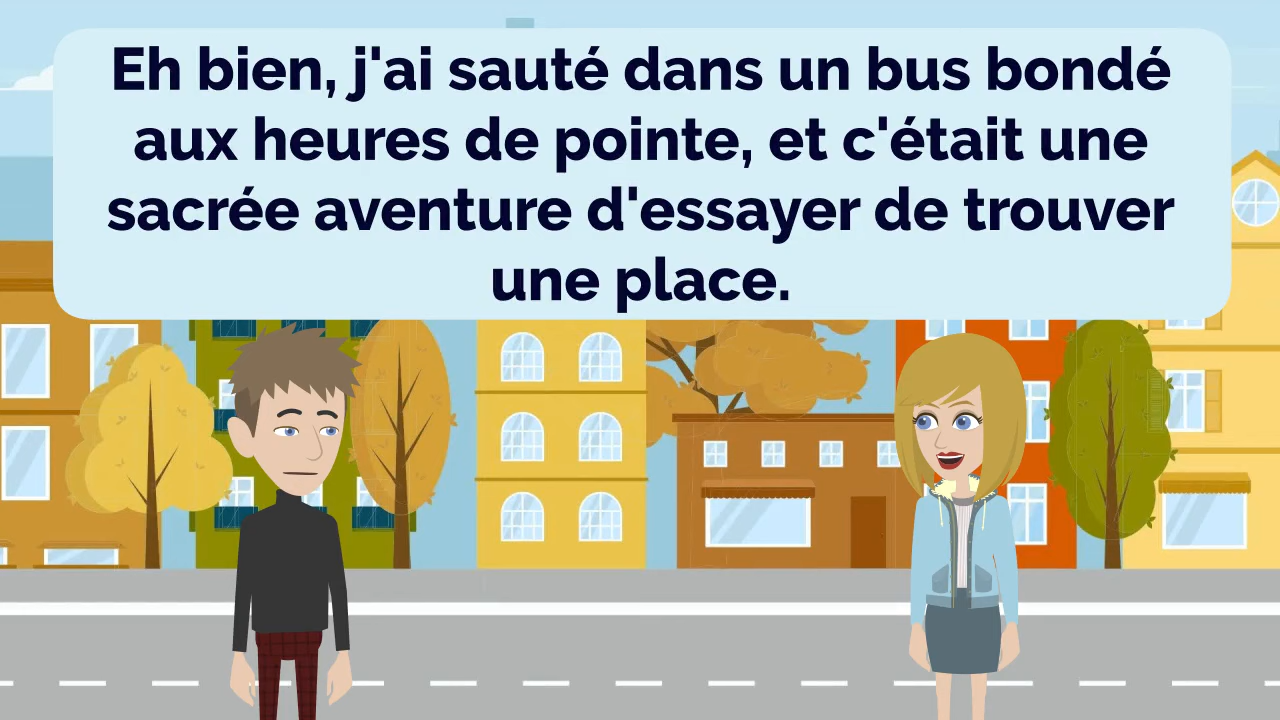 Eh bien, j'ai sauté dans un bus bondé
aux heures de pointe, et c'était une
sacrée aventure d'essayer de trouver
une place.